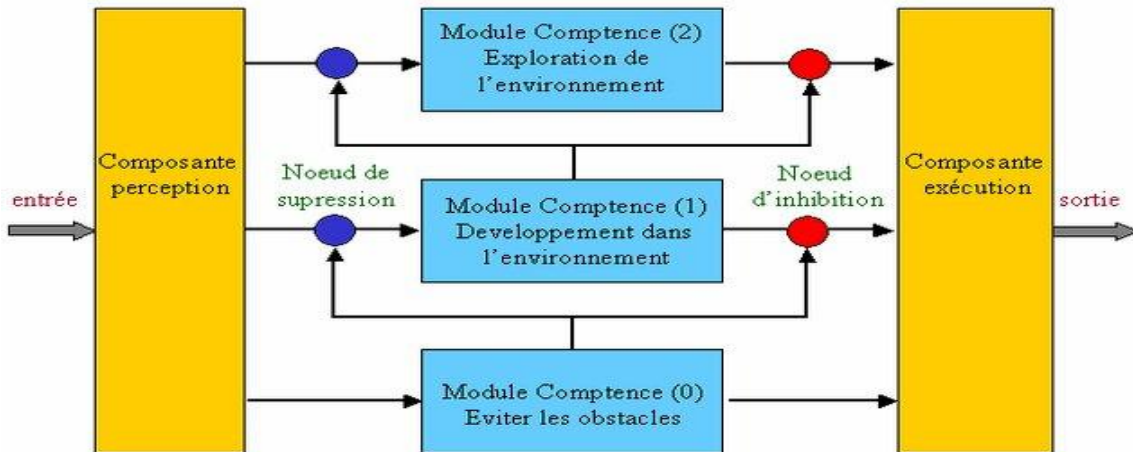 Module Comptence (2)
Exploration de
l'environnement
Composante
perception
Composante
exécution
Noeud de
supression
Noeud
d'inhibition
entrée
sortie
Module Comptence (1)
Developpement dans
l'environnement
Module Comptence (0)
Eviter les obstacles